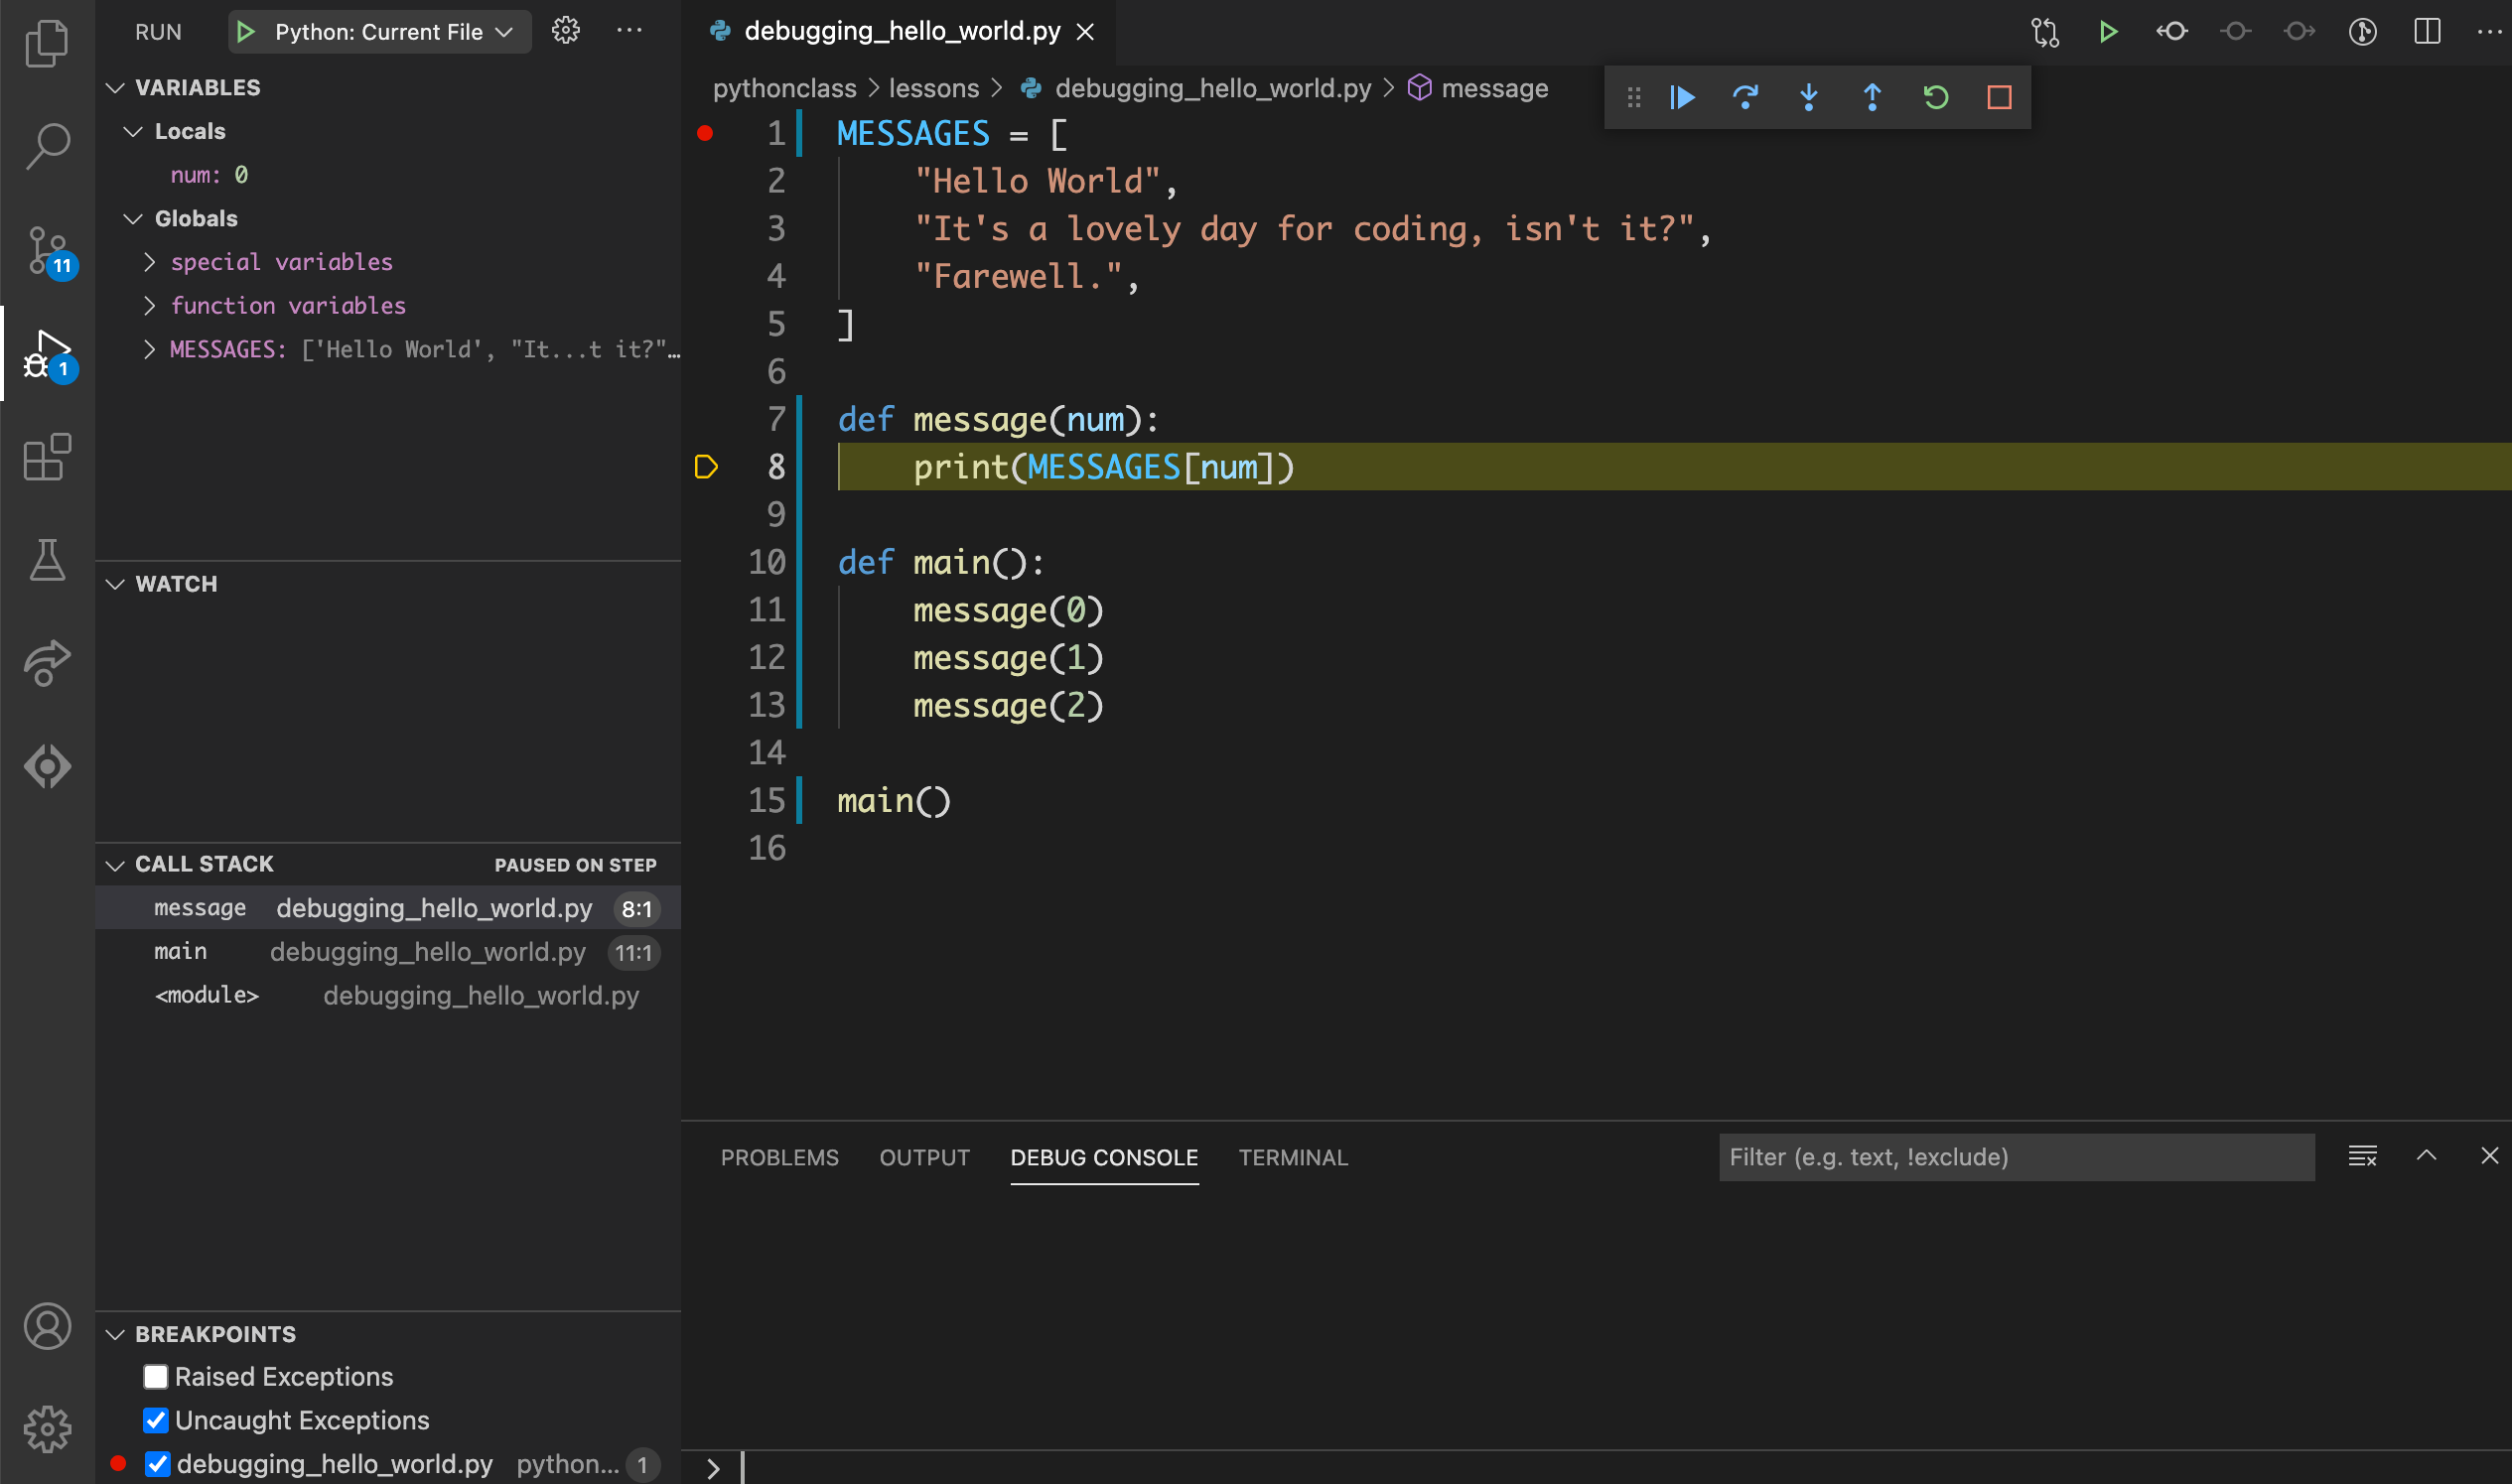 RUN Python: Current File
VARIABLES
Locals
num: 0
Globals
special variables
function variables
MESSAGES: ['Hello World', "It...t it?"…
11
1
WATCH
CALL STACK PAUSED ON STEP
message debugging_hello_world.py 8:1
main debugging_hello_world.py 11:1
<module> debugging_hello_world.py
BREAKPOINTS
Raised Exceptions
Uncaught Exceptions
debugging_hello_world.py python... 1
debugging_hello_world.py
pythonclass > lessons > debugging_hello_world.py > message
1 MESSAGES = [
2     "Hello World",
3     "It's a lovely day for coding, isn't it?",
4     "Farewell.",
5 ]
6
7 def message(num):
8     print(MESSAGES[num])
9
10 def main():
11     message(0)
12     message(1)
13     message(2)
14
15 main()
16
PROBLEMS OUTPUT DEBUG CONSOLE TERMINAL Filter (e.g. text, !exclude)
>